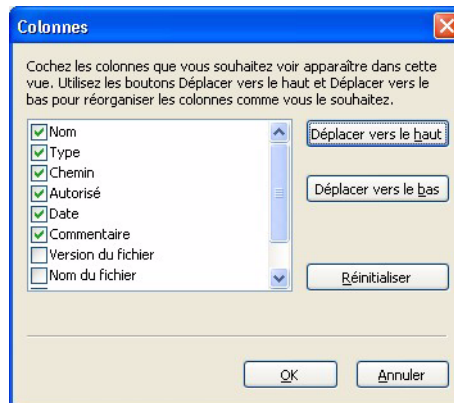 Colonnes
Cochez les colonnes que vous souhaitez voir apparaître dans cette
vue. Utilisez les boutons Déplacer vers le haut et Déplacer vers le
bas pour réorganiser les colonnes comme vous le souhaitez.
Nom
Type
Chemin
Autorisé
Date
Commentaire
Version du fichier
Nom du fichier
Déplacer vers le haut
Déplacer vers le bas
Réinitialiser
OK
Annuler